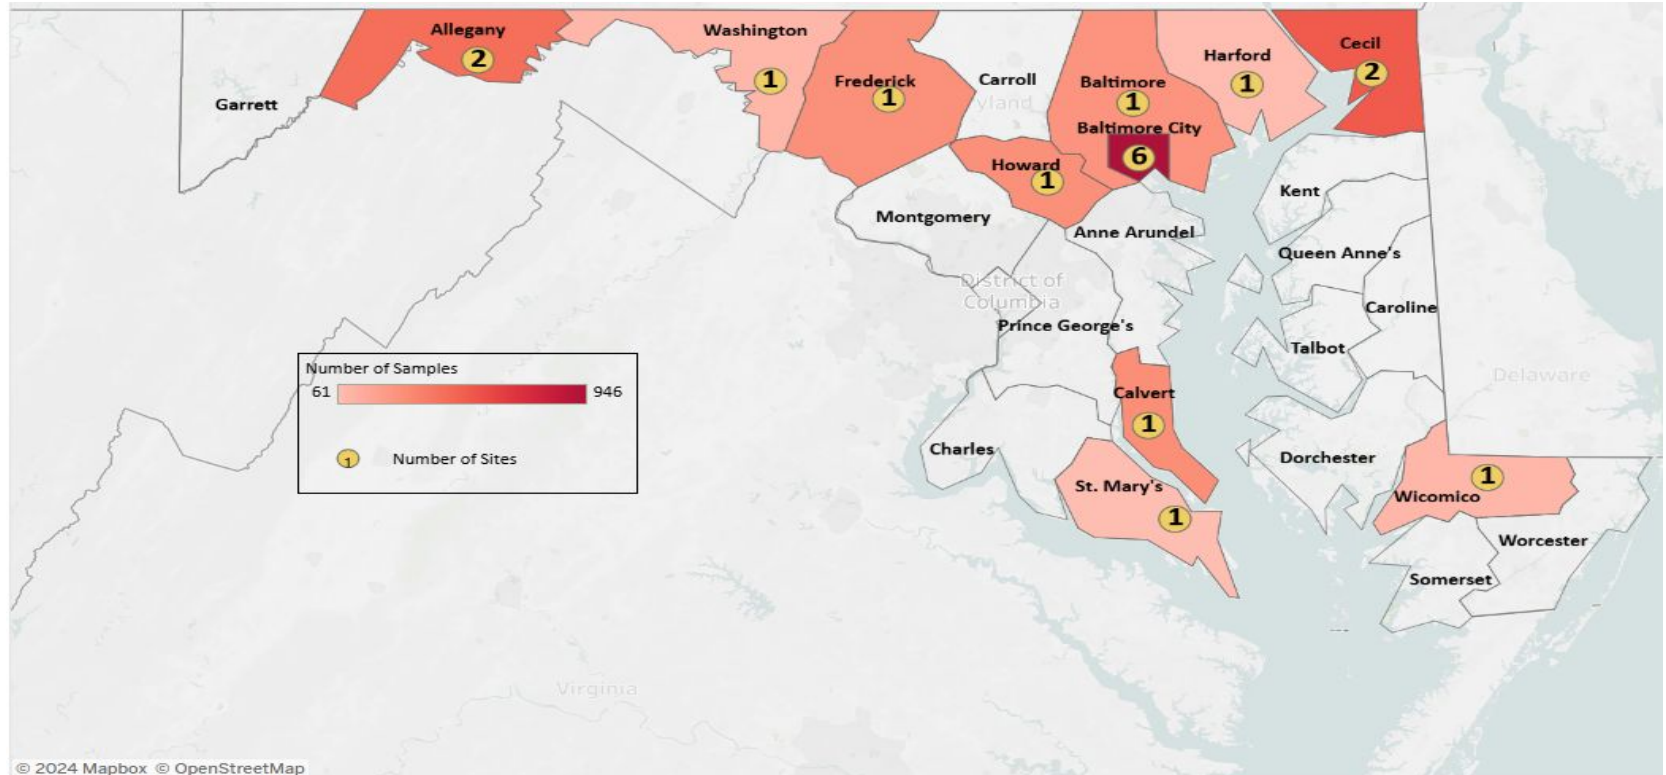 Allegany
2
Washington
1
Garrett
Frederick
1
Carroll
yland
Baltimore
1
Baltimore City
6
Harford
1
Cecil
2
Howard
1
Montgomery
Anne Arundel
Kent
Queen Anne's
Caroline
District of
Columbia
Prince George's
Talbot
Delaware
Number of Samples
61
946
1
Number of Sites
Calvert
1
Charles
St. Mary's
1
Dorchester
Wicomico
1
Worcester
Somerset
Virginia
© 2024 Mapbox © OpenStreetMap